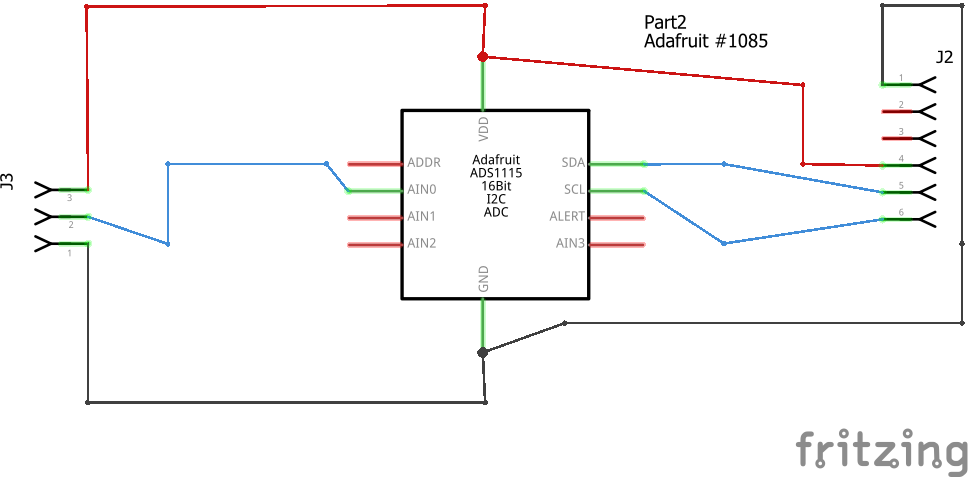 Part2
Adafruit #1085
J2
1
2
3
4
5
6
J3
3
2
1
VDD
Adafruit
ADS1115
16Bit
I2C
ADC
ADDR
AIN0
AIN1
AIN2
SDA
SCL
ALERT
AIN3
GND
fritzing